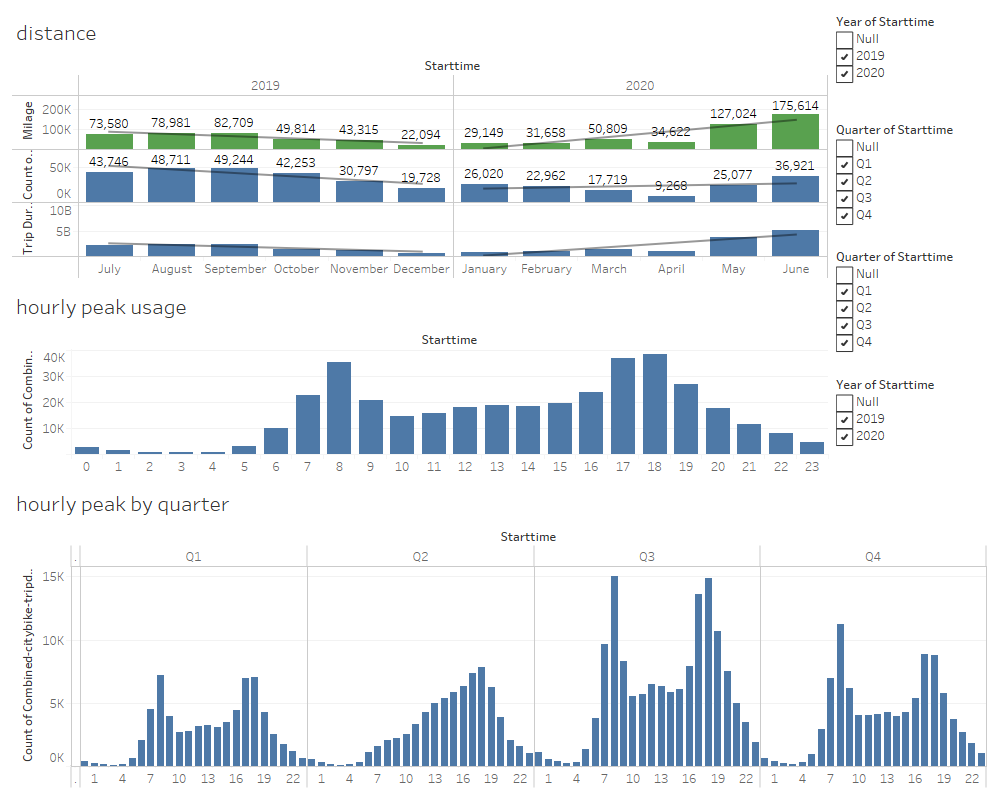 distance
Starttime
2019 2020
Milage
200K
100K
73,580 78,981 82,709 49,814 43,315 22,094 29,149 31,658 50,809 34,622 127,024 175,614
Count o..
50K
0K
43,746 48,711 49,244 42,253 30,797 19,728 26,020 22,962 17,719 9,268 25,077 36,921
Trip Dur..
10B
5B
July August September October November December January February March April May June
hourly peak usage
Starttime
Count of Combin..
40K
30K
20K
10K
0 1 2 3 4 5 6 7 8 9 10 11 12 13 14 15 16 17 18 19 20 21 22 23
hourly peak by quarter
Starttime
. Q1 Q2 Q3 Q4
Count of Combined-citybike-tripd..
15K
10K
5K
0K
. 1 4 7 10 13 16 19 22 1 4 7 10 13 16 19 22 1 4 7 10 13 16 19 22 1 4 7 10 13 16 19 22
Year of Starttime
Null
2019
2020
Quarter of Starttime
Null
Q1
Q2
Q3
Q4
Quarter of Starttime
Null
Q1
Q2
Q3
Q4
Year of Starttime
Null
2019
2020